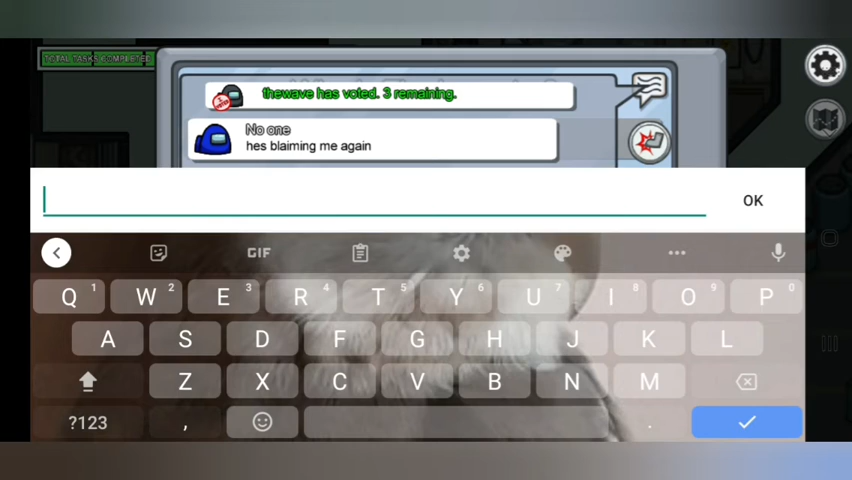 TOTAL TASKS COMPLETED
thewave has voted. 3 remaining.
No one
hes blaiming me again
OK
GIF
Q 1 W 2 E 3 R 4 T 5 Y 6 U 7 I 8 O 9 P 0
A S D F G H J K L
Z X C V B N M
?123 , .